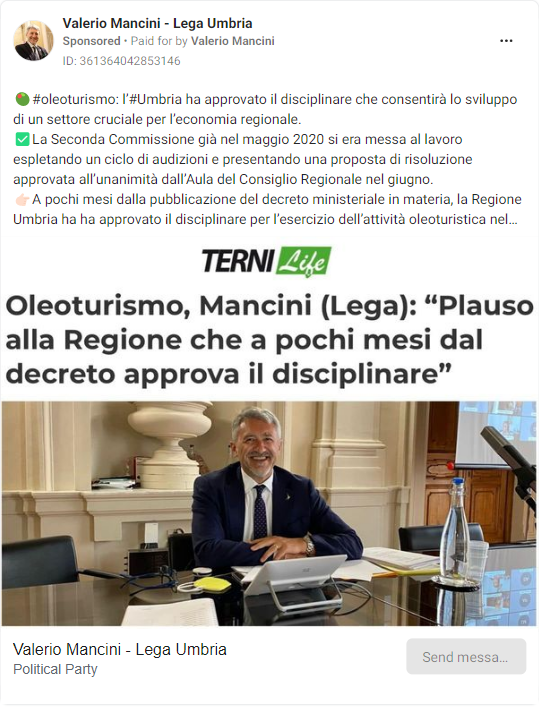 Valerio Mancini - Lega Umbria
Sponsored • Paid for by Valerio Mancini
ID: 361364042853146
#oleoturismo: l'#Umbria ha approvato il disciplinare che consentirà lo sviluppo
di un settore cruciale per l'economia regionale.
✅La Seconda Commissione già nel maggio 2020 si era messa al lavoro
espletando un ciclo di audizioni e presentando una proposta di risoluzione
approvata all'unanimità dall'Aula del Consiglio Regionale nel giugno.
👉🏻A pochi mesi dalla pubblicazione del decreto ministeriale in materia, la Regione
Umbria ha ha approvato il disciplinare per l'esercizio dell'attività oleoturistica nel...
TERNI Life
Oleoturismo, Mancini (Lega): “Plauso
alla Regione che a pochi mesi dal
decreto approva il disciplinare”
Valerio Mancini - Lega Umbria
Political Party
Send messa...